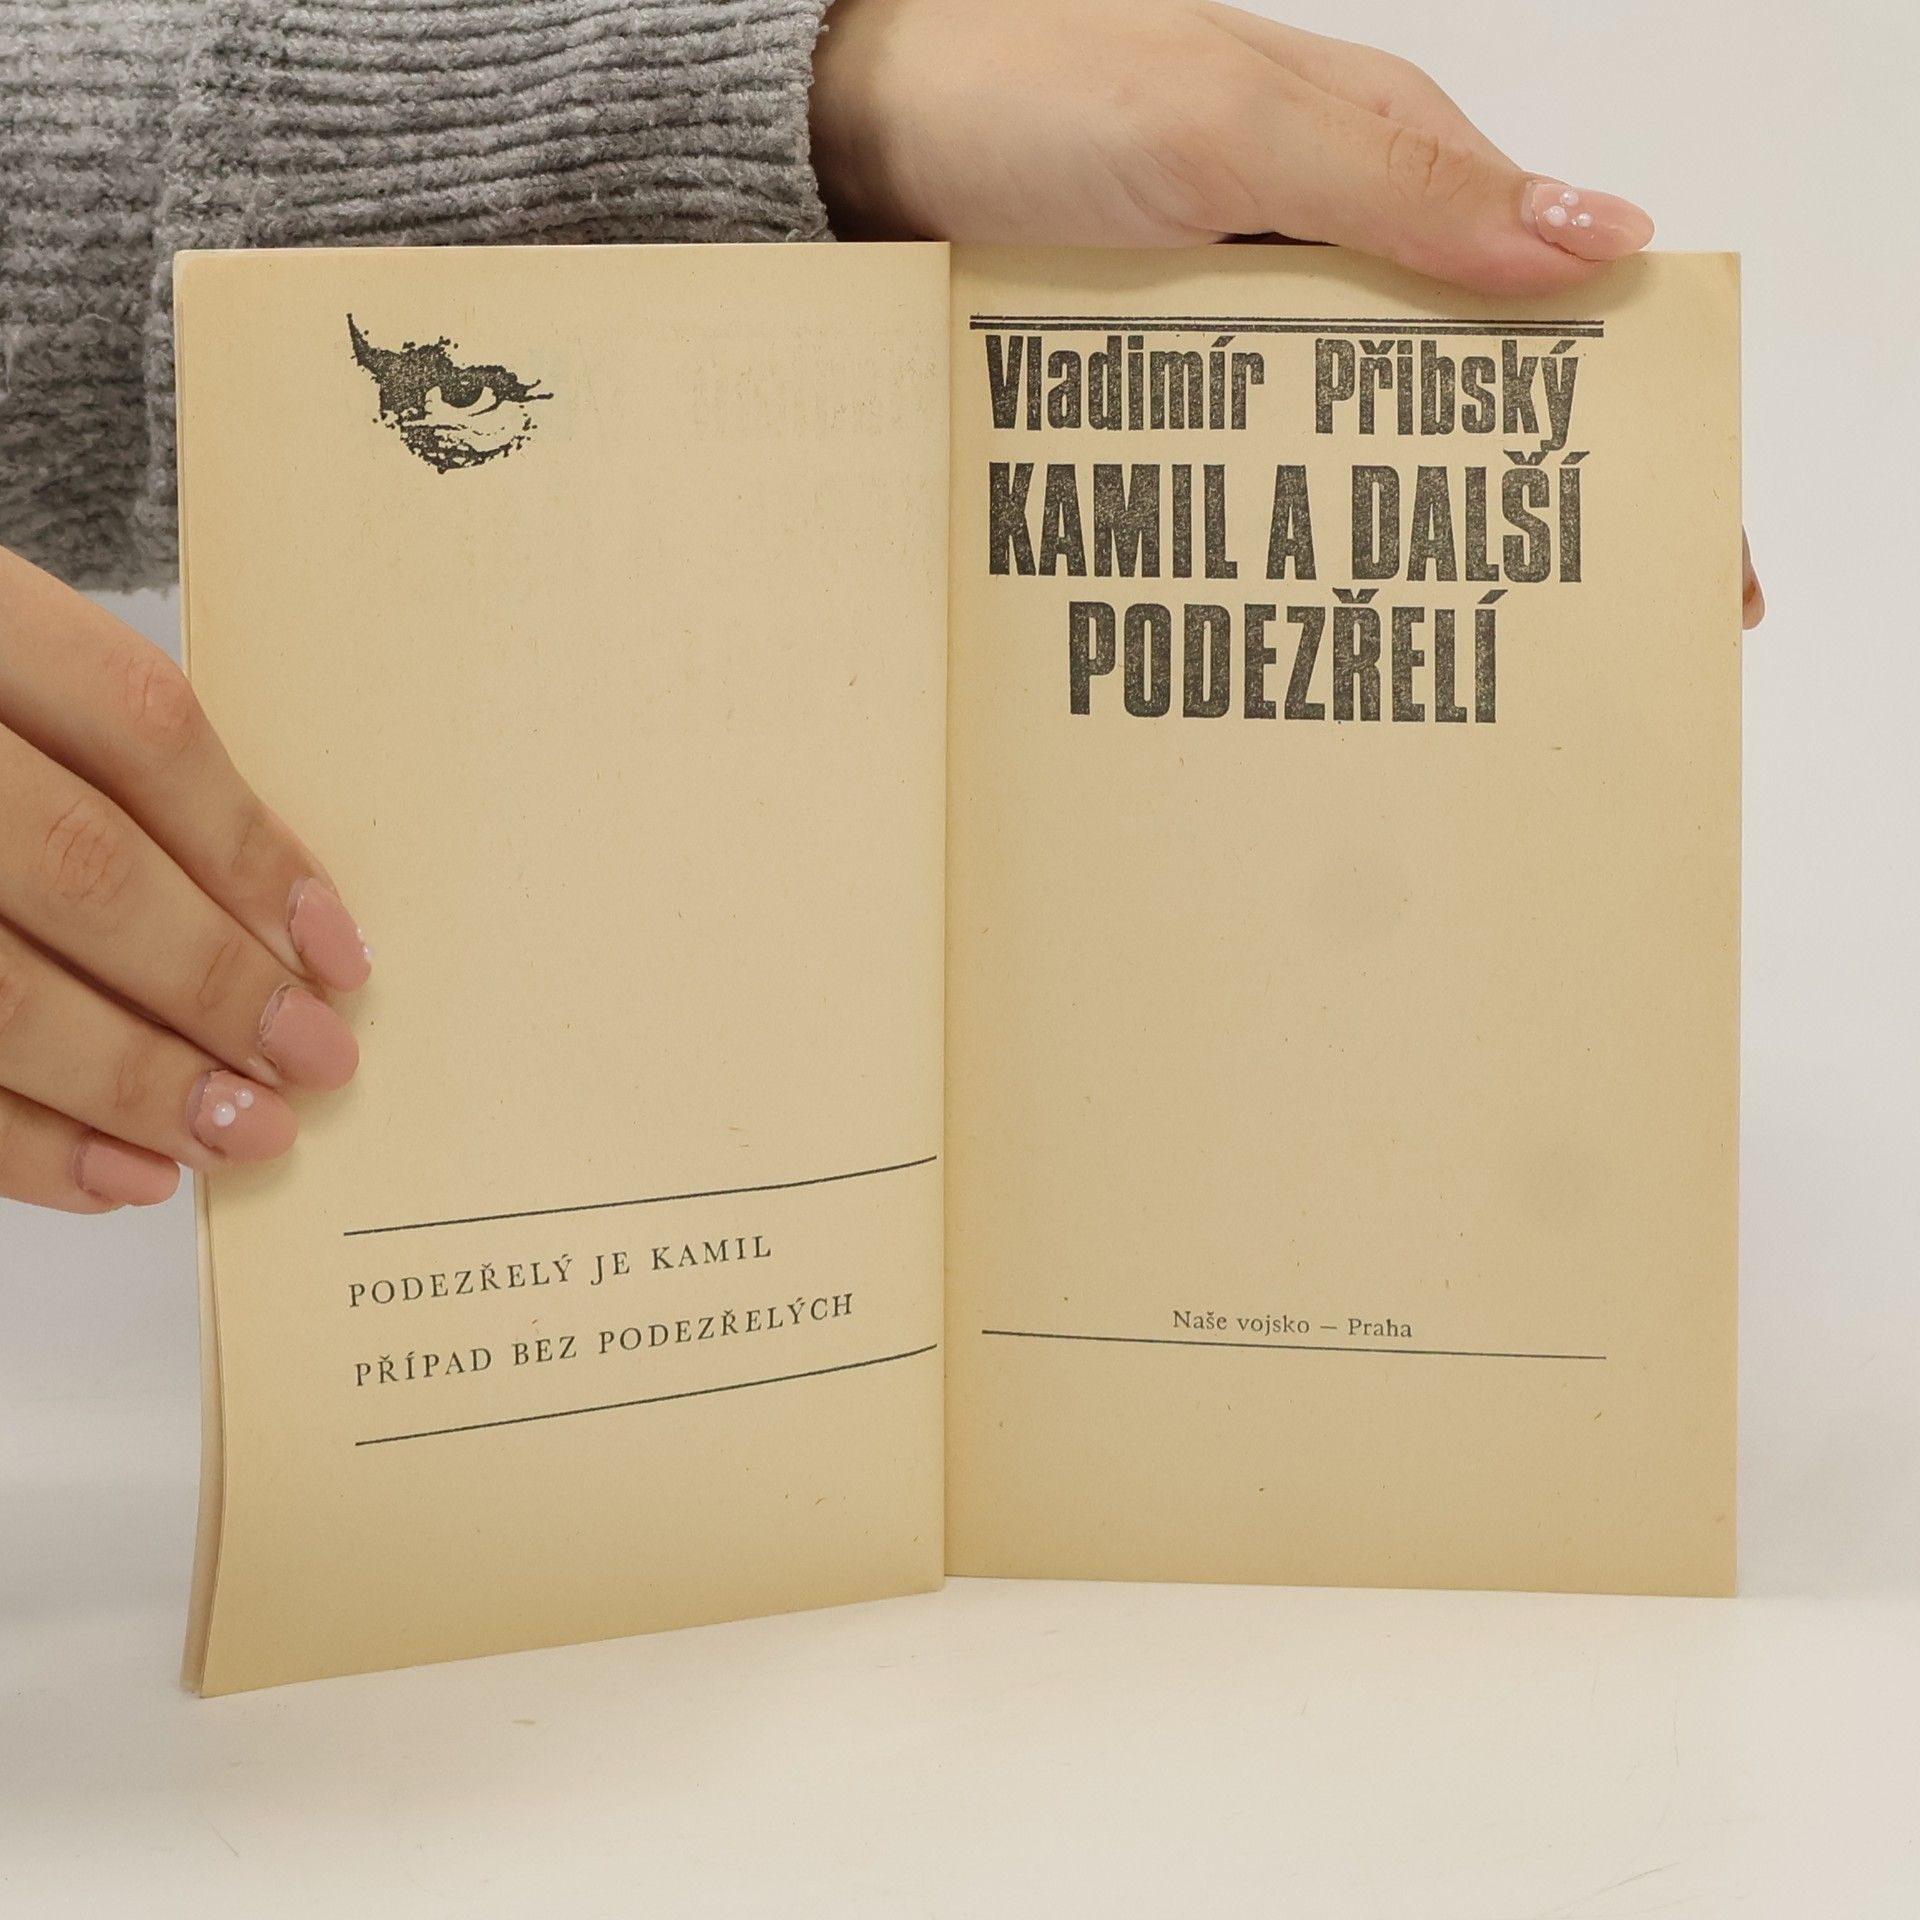 PODEZŘELÝ JE KAMIL
PŘÍPAD BEZ PODEZŘELÝCH
Vladimír Přibský
KAMIL A DALŠÍ
PODEZŘELÍ
Naše vojsko — Praha